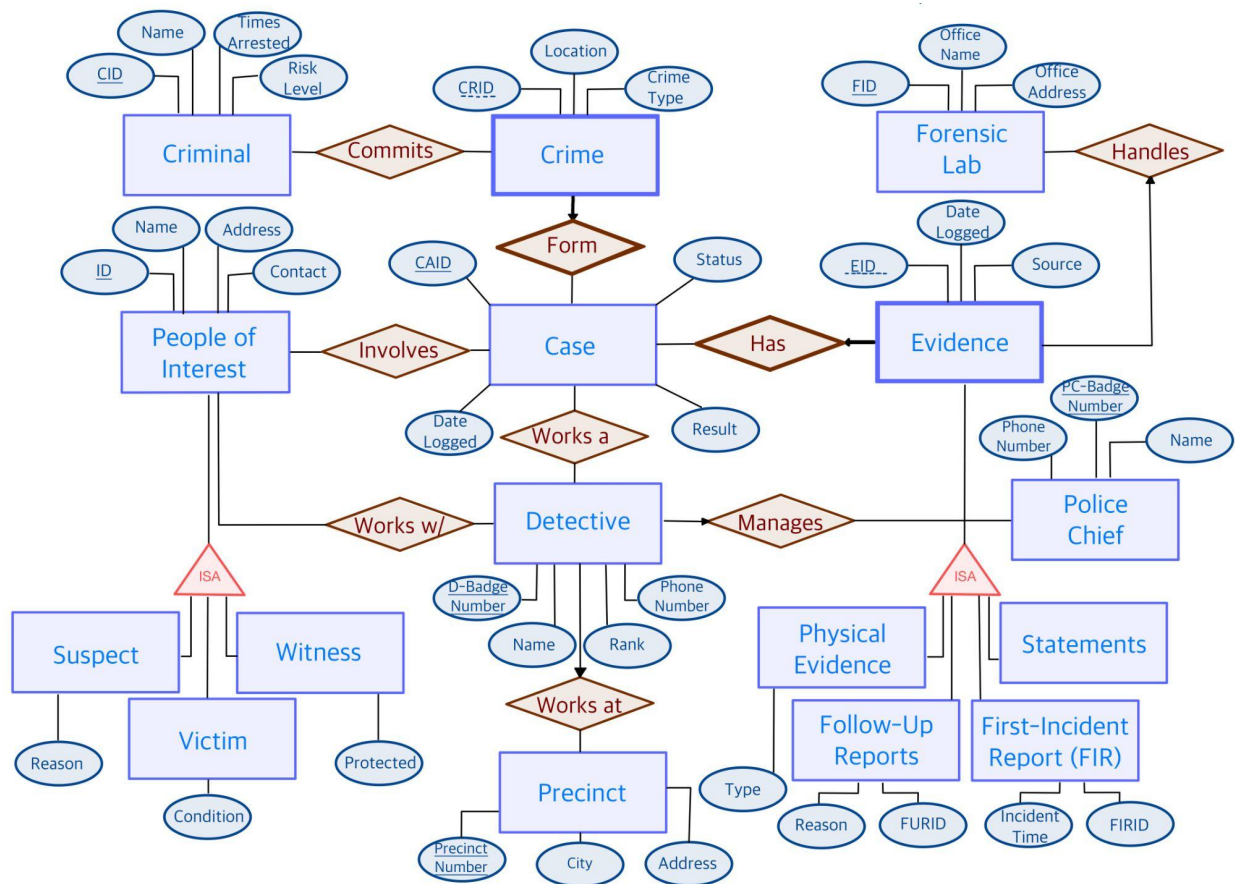 Name
Times
Arrested
CID
Risk
Level
Criminal
Commits
Location
CRID
Crime
Type
Crime
Office
Name
FID
Office
Address
Forensic
Lab
Handles
Form
Name
Address
ID
Contact
People of
Interest
Involves
CAID
Status
Case
Date
Logged
Result
Has
Date
Logged
EID
Source
Evidence
Works a
Works w/
Detective
Manages
PC-Badge
Number
Phone
Number
Name
Police
Chief
ISA
Suspect
Witness
Victim
Reason
Protected
Condition
D-Badge
Number
Phone
Number
Name
Rank
Works at
Precinct
Precinct
Number
City
Address
ISA
Physical
Evidence
Statements
Follow-Up
Reports
First-Incident
Report (FIR)
Type
Reason
FURID
Incident
Time
FIRID